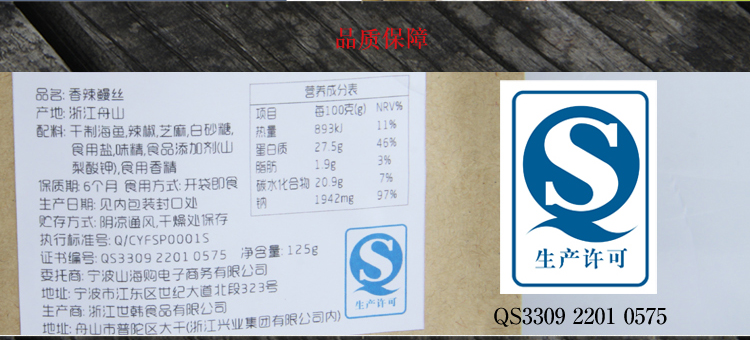 品质保障
品名:香辣鳗丝
产地:浙江舟山
配料:干制海鱼,辣椒,芝麻,白砂糖,
食用盐,味精,食品添加剂(山
梨酸钾),食用香精
保质期:6个月 食用方式:开袋即食
生产日期:见内包装封口处
贮存方式:阴凉通风,干燥处保存
执行标准号:Q/CYFSP0001S
证书编号:QS3309 2201 0575 净含量:125g
委托商:宁波山海购电子商务有限公司
地址:宁波市江东区世纪大道北段323号
生产商:浙江世韩食品有限公司
地址:舟山市普陀区大干(浙江兴业集团有限公司内)
营养成分表
项目 每100克(g) NRV%
热量 893kJ 11%
蛋白质 27.5g 46%
脂肪 1.9g 3%
碳水化合物 20.9g 7%
钠 1942mg 97%
QS
生产许可
QS
生产许可
QS3309 2201 0575